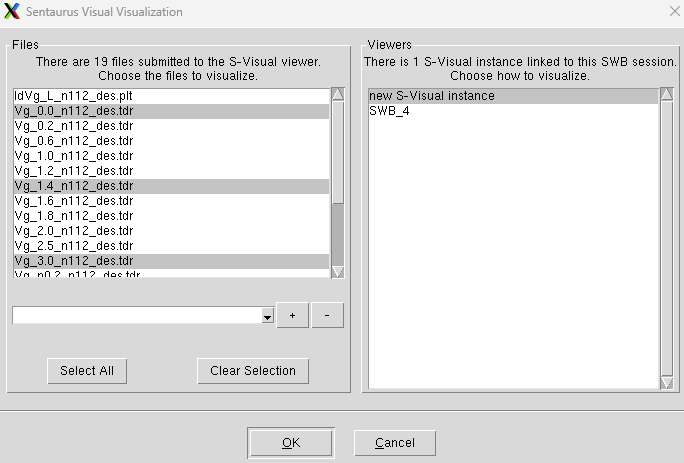 Sentaurus Visual Visualization
Files
There are 19 files submitted to the S-Visual viewer.
Choose the files to visualize.
IdVg_L_n112_des.plt
Vg_0.0_n112_des.tdr
Vg_0.2_n112_des.tdr
Vg_0.6_n112_des.tdr
Vg_1.0_n112_des.tdr
Vg_1.2_n112_des.tdr
Vg_1.4_n112_des.tdr
Vg_1.6_n112_des.tdr
Vg_1.8_n112_des.tdr
Vg_2.0_n112_des.tdr
Vg_2.5_n112_des.tdr
Vg_3.0_n112_des.tdr
Vg_n0.2_n112_des.tdr
+
-
Select All
Clear Selection
Viewers
There is 1 S-Visual instance linked to this SWB session.
Choose how to visualize.
new S-Visual instance
SWB_4
OK
Cancel